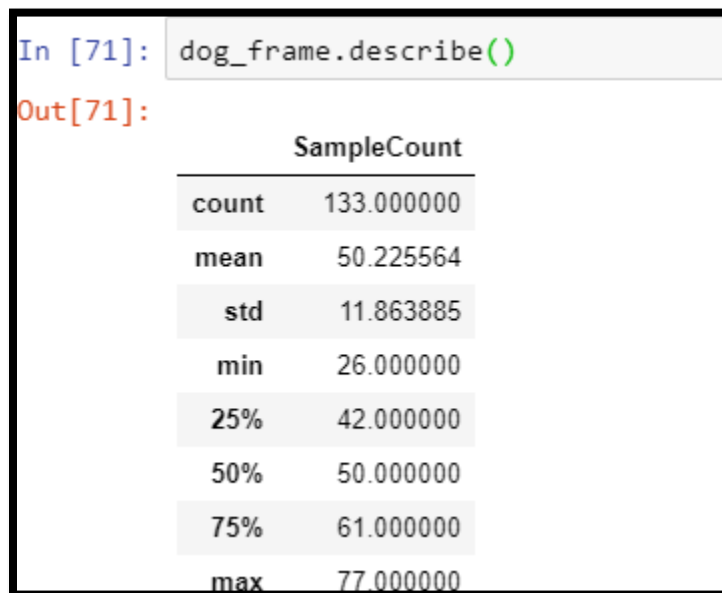 In [71]: dog_frame.describe()
Out[71]:
SampleCount
count 133.000000
mean 50.225564
std 11.863885
min 26.000000
25% 42.000000
50% 50.000000
75% 61.000000
max 77.000000